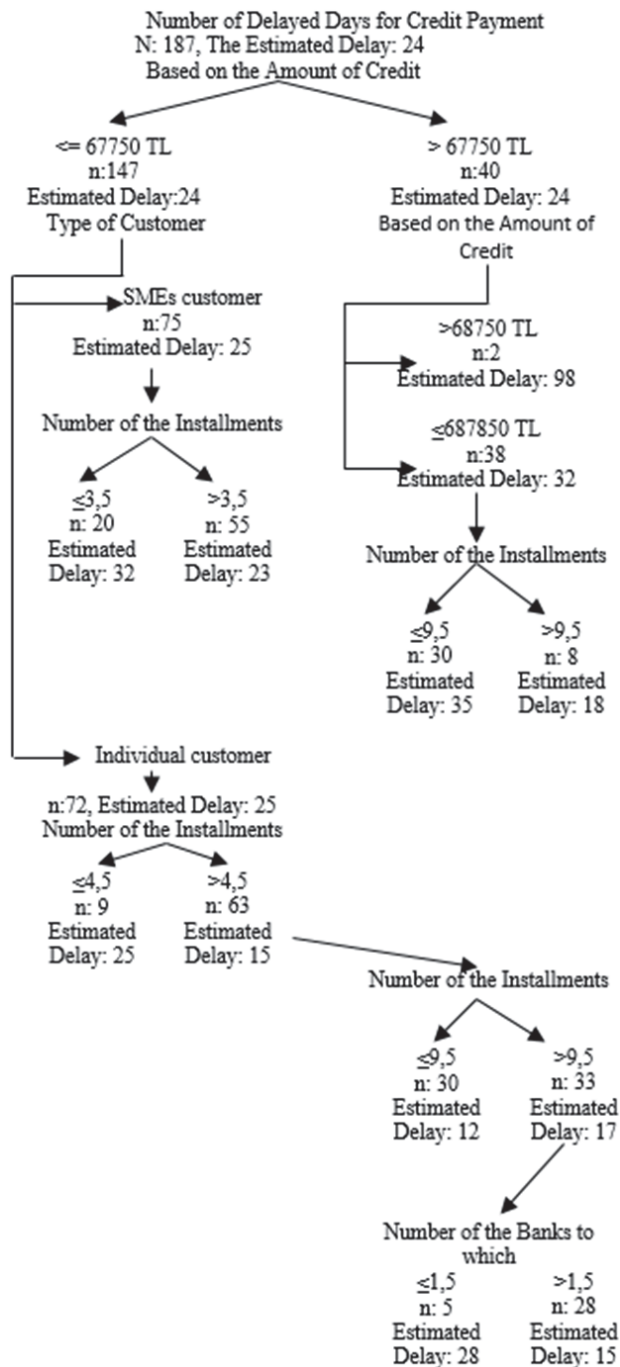 Number of Delayed Days for Credit Payment
N: 187, The Estimated Delay: 24
Based on the Amount of Credit
<= 67750 TL
n:147
Estimated Delay:24
Type of Customer
> 67750 TL
n:40
Estimated Delay: 24
Based on the Amount of
Credit
SMEs customer
n:75
Estimated Delay: 25
Number of the Installments
≤3,5
n: 20
Estimated
Delay: 32
>3,5
n: 55
Estimated
Delay: 23
>68750 TL
n:2
Estimated Delay: 98
≤687850 TL
n:38
Estimated Delay: 32
Number of the Installments
≤9,5
n: 30
Estimated
Delay: 35
>9,5
n: 8
Estimated
Delay: 18
Individual customer
n:72, Estimated Delay: 25
Number of the Installments
≤4,5
n: 9
Estimated
Delay: 25
>4,5
n: 63
Estimated
Delay: 15
Number of the Installments
≤9,5
n: 30
Estimated
Delay: 12
>9,5
n: 33
Estimated
Delay: 17
Number of the Banks to
which
≤1,5
n: 5
Estimated
Delay: 28
>1,5
n: 28
Estimated
Delay: 15